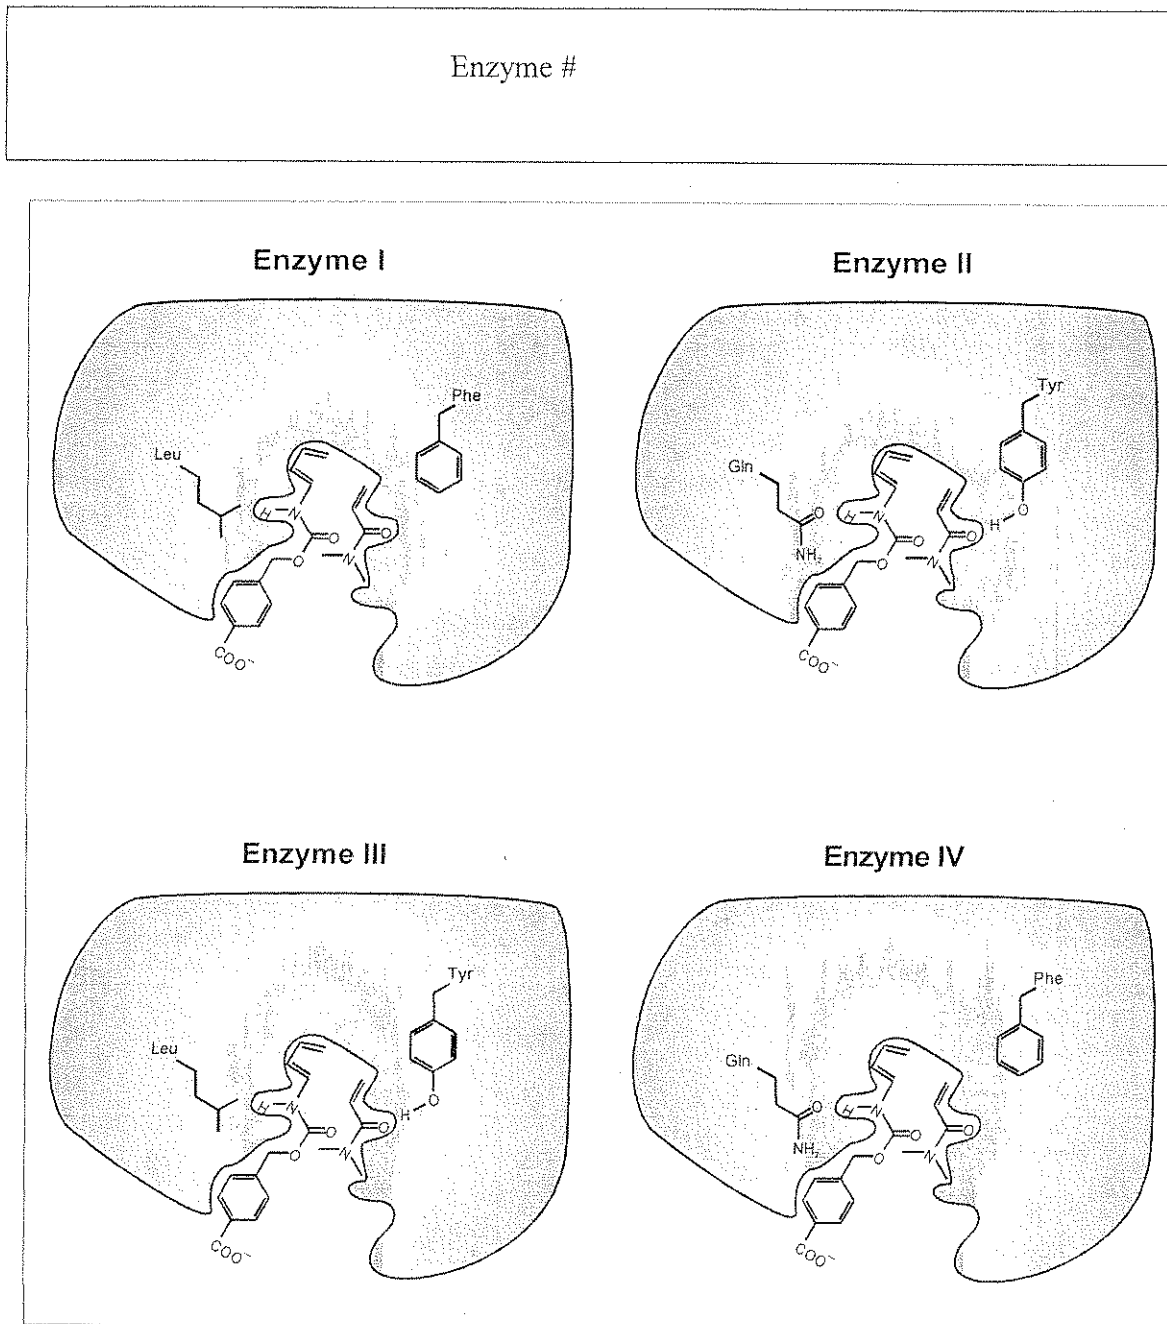 Enzyme #
Enzyme I
Enzyme II
Phe
Leu
H
N
O
O
O
N
COO⁻
Tyr
Gln
O
NH₂
H
O
H
N
O
O
O
N
COO⁻
Enzyme III
Enzyme IV
Tyr
Leu
H
O
H
N
O
O
O
N
COO⁻
Phe
Gln
O
NH₂
H
N
O
O
O
N
COO⁻